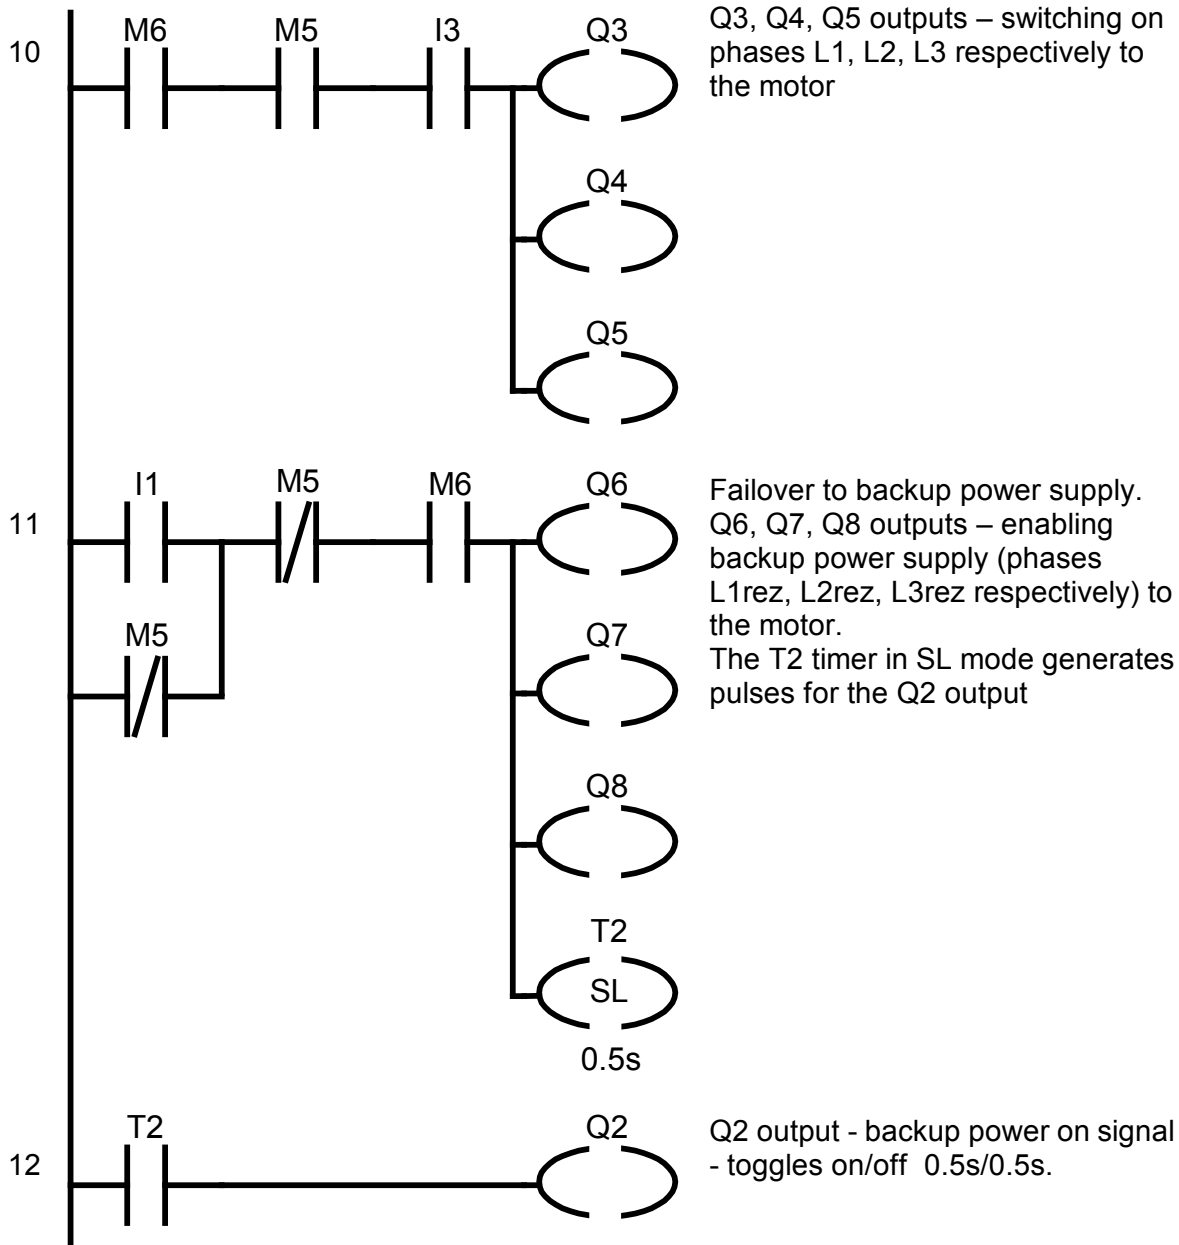 10
M6 M5 I3 Q3
Q3, Q4, Q5 outputs – switching on
phases L1, L2, L3 respectively to
the motor
Q4
Q5
11
I1 M5 M6 Q6
Failover to backup power supply.
Q6, Q7, Q8 outputs – enabling
backup power supply (phases
L1rez, L2rez, L3rez respectively) to
the motor.
The T2 timer in SL mode generates
pulses for the Q2 output
M5 Q7
Q8
T2
SL
0.5s
12
T2 Q2
Q2 output - backup power on signal
- toggles on/off 0.5s/0.5s.